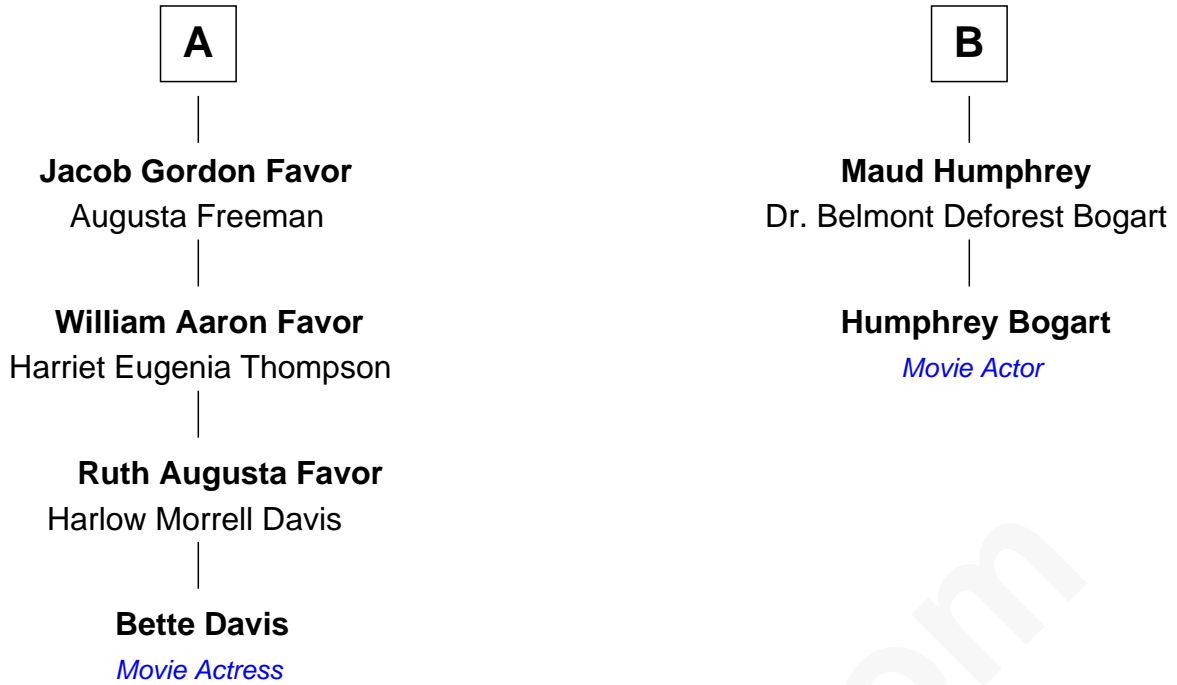 A
Jacob Gordon Favor
Augusta Freeman
William Aaron Favor
Harriet Eugenia Thompson
Ruth Augusta Favor
Harlow Morrell Davis
Bette Davis
Movie Actress
B
Maud Humphrey
Dr. Belmont Deforest Bogart
Humphrey Bogart
Movie Actor
om